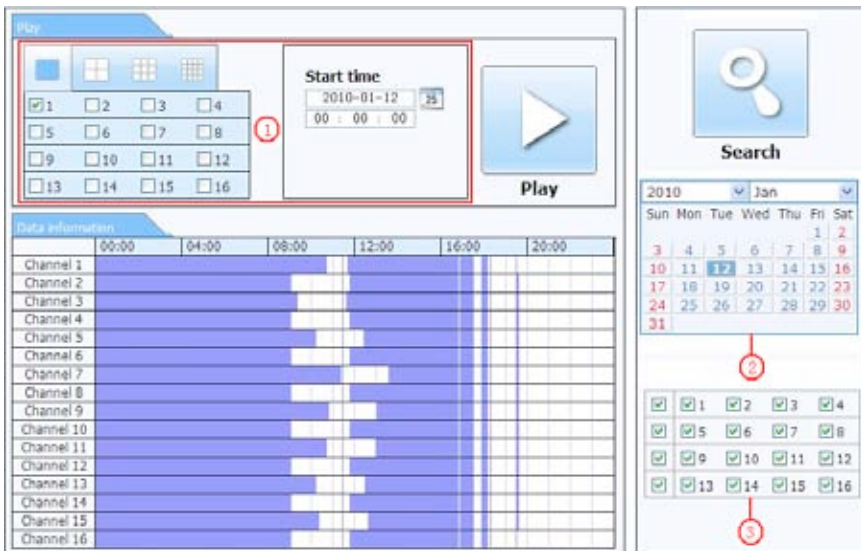 Play
Start time
2010-01-12 25
00 : 00 : 00
1 2 3 4
5 6 7 8
9 10 11 12
13 14 15 16
1
Play
Data information
00:00 04:00 08:00 12:00 16:00 20:00
Channel 1
Channel 2
Channel 3
Channel 4
Channel 5
Channel 6
Channel 7
Channel 8
Channel 9
Channel 10
Channel 11
Channel 12
Channel 13
Channel 14
Channel 15
Channel 16
Search
2010 Jan
Sun Mon Tue Wed Thu Fri Sat
1 2
3 4 5 6 7 8 9
10 11 12 13 14 15 16
17 18 19 20 21 22 23
24 25 26 27 28 29 30
31
2
1 2 3 4
5 6 7 8
9 10 11 12
13 14 15 16
3